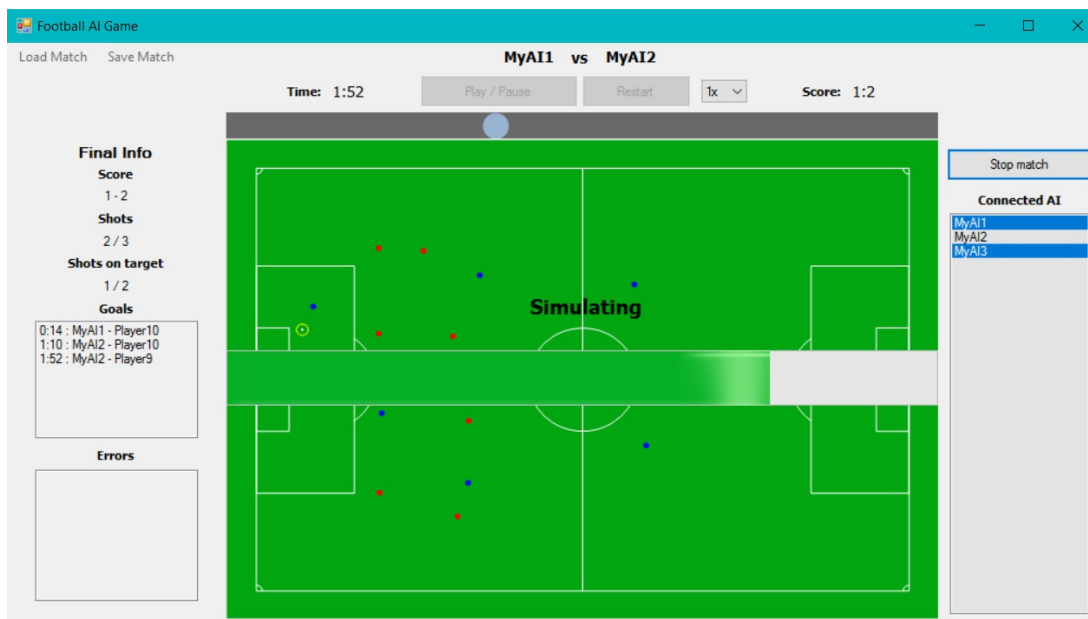 Football AI Game
Load Match Save Match
MyAI1 vs MyAI2
Time: 1:52 Play / Pause Restart 1x Score: 1:2
Final Info
Score
1 - 2
Shots
2 / 3
Shots on target
1 / 2
Goals
0:14 : MyAI1 - Player10
1:10 : MyAI2 - Player10
1:52 : MyAI2 - Player9
Errors
Simulating
Stop match
Connected AI
MyAI1
MyAI2
MyAI3